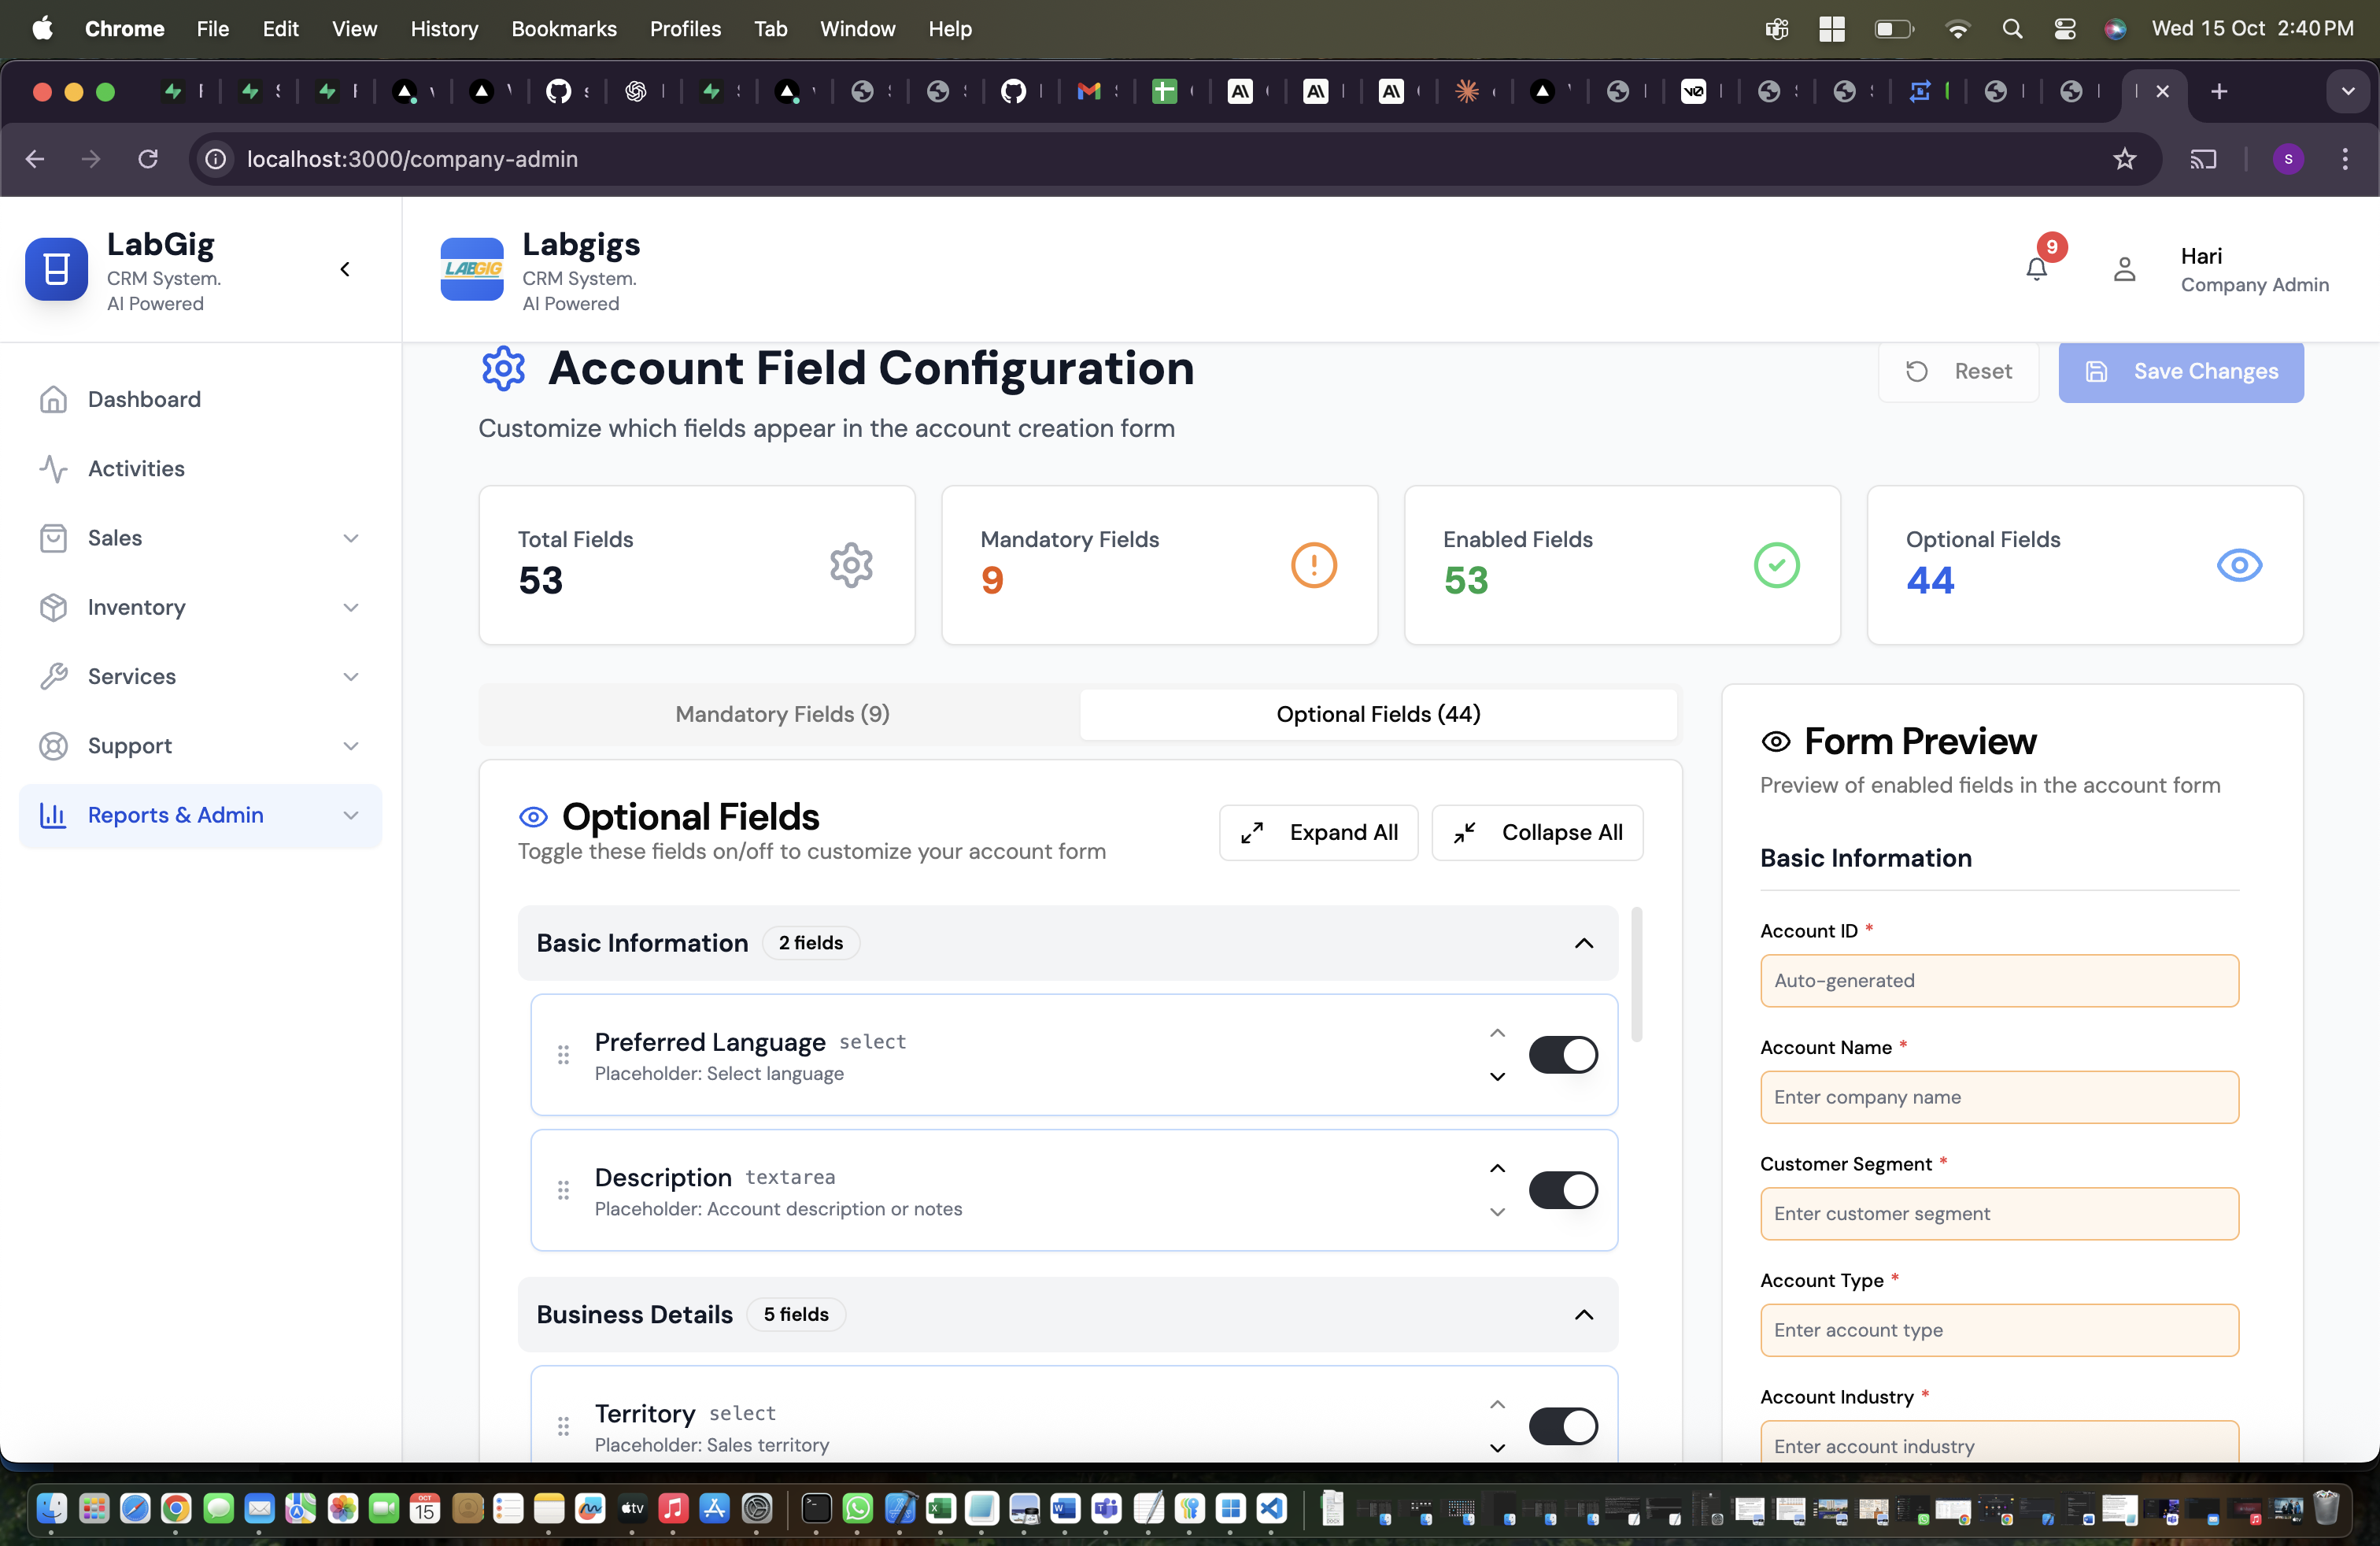 Chrome File Edit View History Bookmarks Profiles Tab Window Help
Wed 15 Oct 2:40 PM
localhost:3000/company-admin
S
LabGig
CRM System.
AI Powered
LABGIG
Labgigs
CRM System.
AI Powered
9
Hari
Company Admin
Dashboard
Activities
Sales
Inventory
Services
Support
Reports & Admin
Account Field Configuration
Customize which fields appear in the account creation form
Reset
Save Changes
Total Fields
53
Mandatory Fields
9
Enabled Fields
53
Optional Fields
44
Mandatory Fields (9)
Optional Fields (44)
Optional Fields
Toggle these fields on/off to customize your account form
Expand All
Collapse All
Basic Information 2 fields
Preferred Language select
Placeholder: Select language
Description textarea
Placeholder: Account description or notes
Business Details 5 fields
Territory select
Placeholder: Sales territory
Form Preview
Preview of enabled fields in the account form
Basic Information
Account ID *
Auto-generated
Account Name *
Enter company name
Customer Segment *
Enter customer segment
Account Type *
Enter account type
Account Industry *
Enter account industry
OCT
15
tv